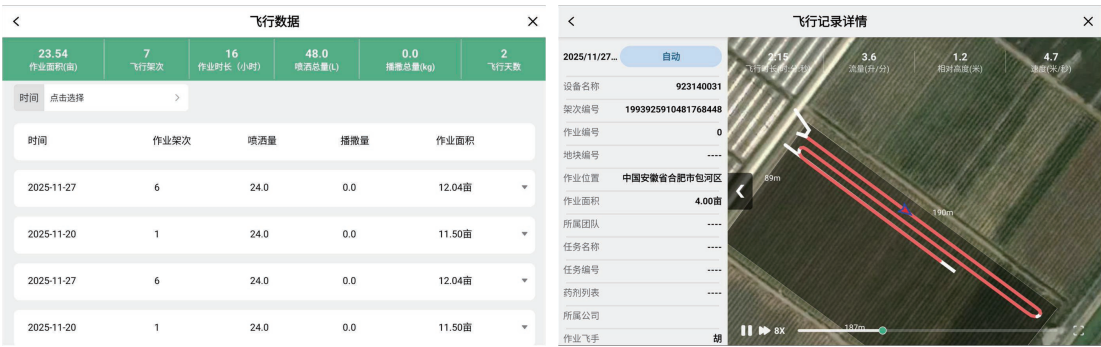 飞行数据
23.54 7 16 48.0 0.0 2
作业面积(亩) 飞行架次 作业时长 (小时) 喷洒总量(L) 播撒总量(kg) 飞行天数
时间 点击选择
时间 作业架次 喷洒量 播撒量 作业面积
2025-11-27 6 24.0 0.0 12.04亩
2025-11-20 1 24.0 0.0 11.50亩
2025-11-27 6 24.0 0.0 12.04亩
2025-11-20 1 24.0 0.0 11.50亩
飞行记录详情
2025/11/27... 自动
设备名称 923140031
架次编号 1993925910481768448
作业编号 0
地块编号 ----
作业位置 中国安徽省合肥市包河区
作业面积 4.00亩
所属团队 ----
任务名称 ----
任务编号 ----
药剂列表 ----
所属公司
作业飞手 胡
2:15 3.6 1.2 4.7
流量(升/分) 相对高度(米) 速度(米/秒)
89m
190m
8X 187m